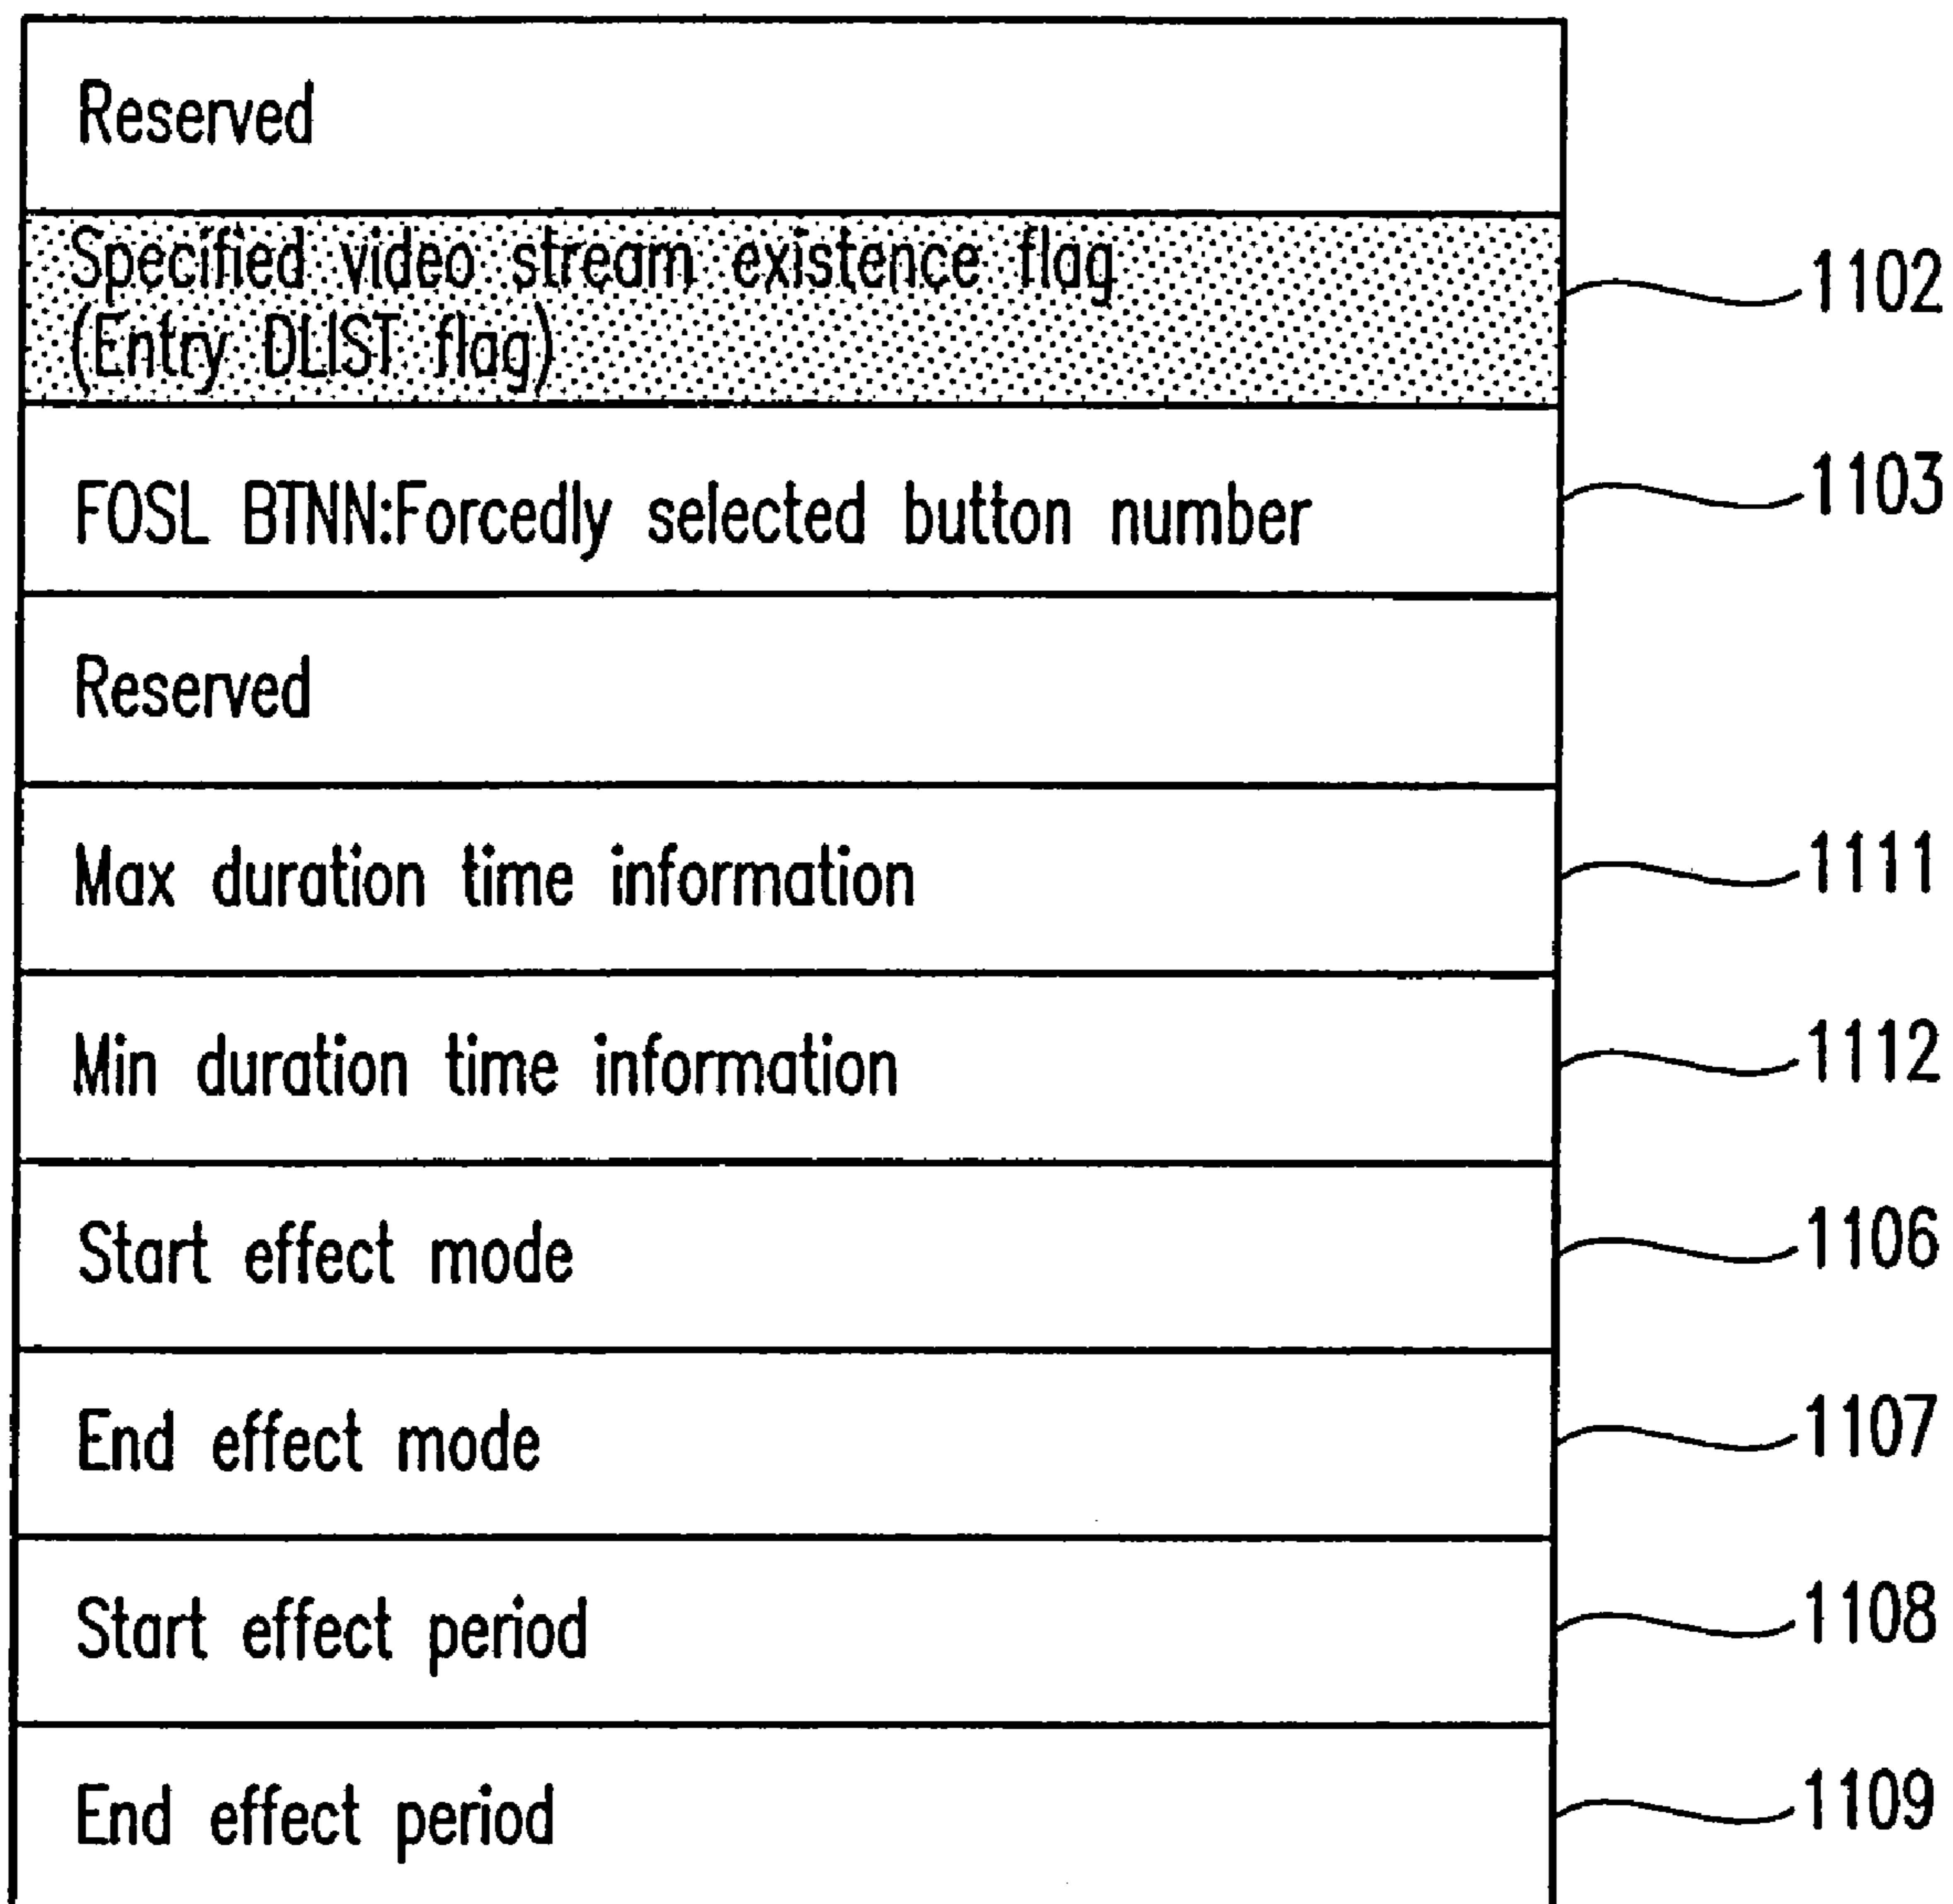 Reserved
Specified video stream existence flag
(Entry DLIST flag)
1102
FOSL BTNN:Forcedly selected button number
1103
Reserved
Max duration time information
1111
Min duration time information
1112
Start effect mode
1106
End effect mode
1107
Start effect period
1108
End effect period
1109